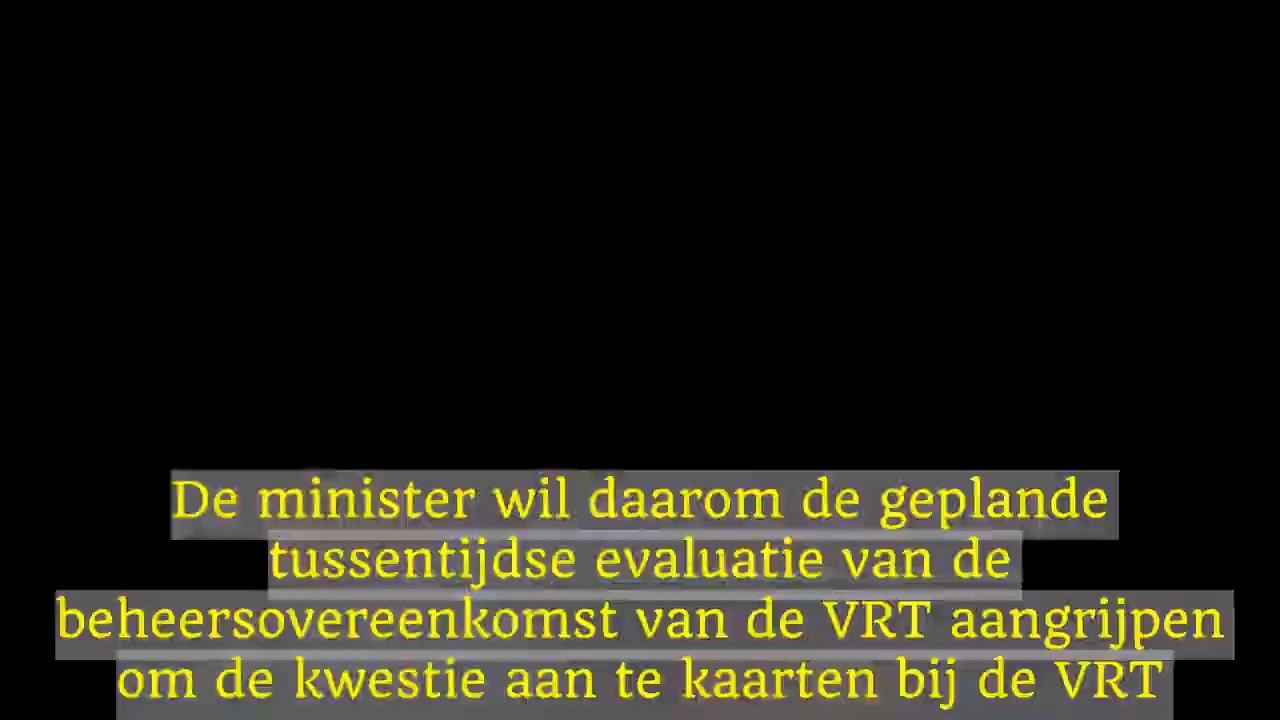 De minister wil daarom de geplande
tussentijdse evaluatie van de
beheersovereenkomst van de VRT aangrijpen
om de kwestie aan te kaarten bij de VRT